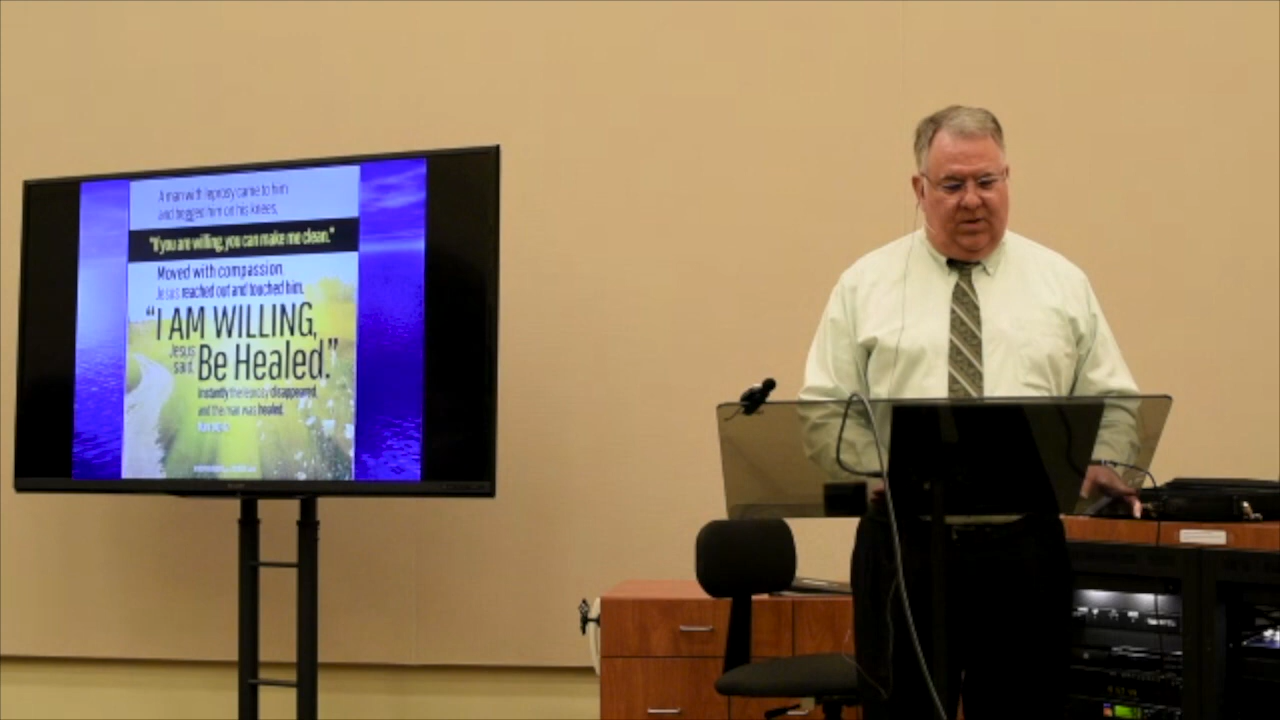 A man with leprosy came to him
and begged him on his knees,
"If you are willing, you can make me clean."
Moved with compassion,
Jesus reached out and touched him.
"I AM WILLING,
Jesus
said,
Be Healed."
Instantly the leprosy disappeared
and the man was healed.